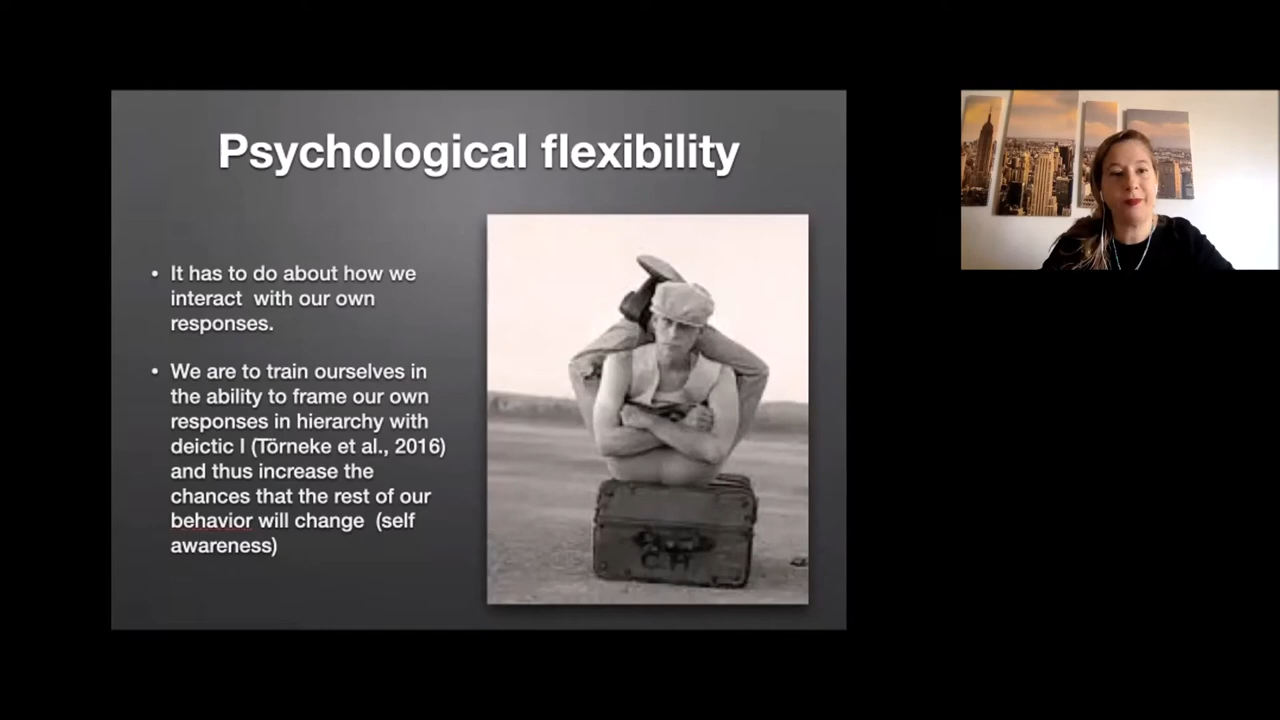 Psychological flexibility
• It has to do about how we
interact with our own
responses.
• We are to train ourselves in
the ability to frame our own
responses in hierarchy with
deictic I (Törneke et al., 2016)
and thus increase the
chances that the rest of our
behavior will change (self
awareness)
C H